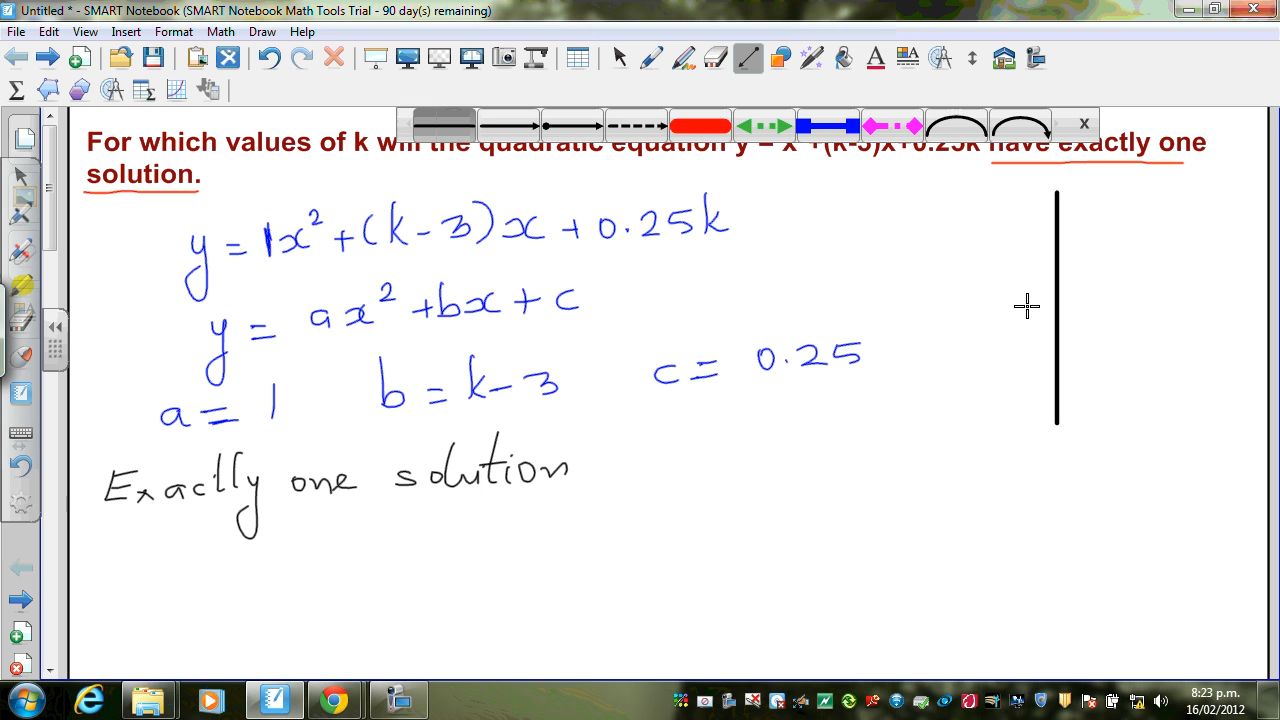 Untitled * - SMART Notebook (SMART Notebook Math Tools Trial - 90 day(s) remaining)
File Edit View Insert Format Math Draw Help
For which values of k will the quadratic equation y = x +(k-3)x+0.25k have exactly one
solution.
y = 1x² + (k - 3)x + 0.25k
y = ax² + bx + c
a = 1 b = k - 3 c = 0.25
Exactly one solution
8:23 p.m.
16/02/2012